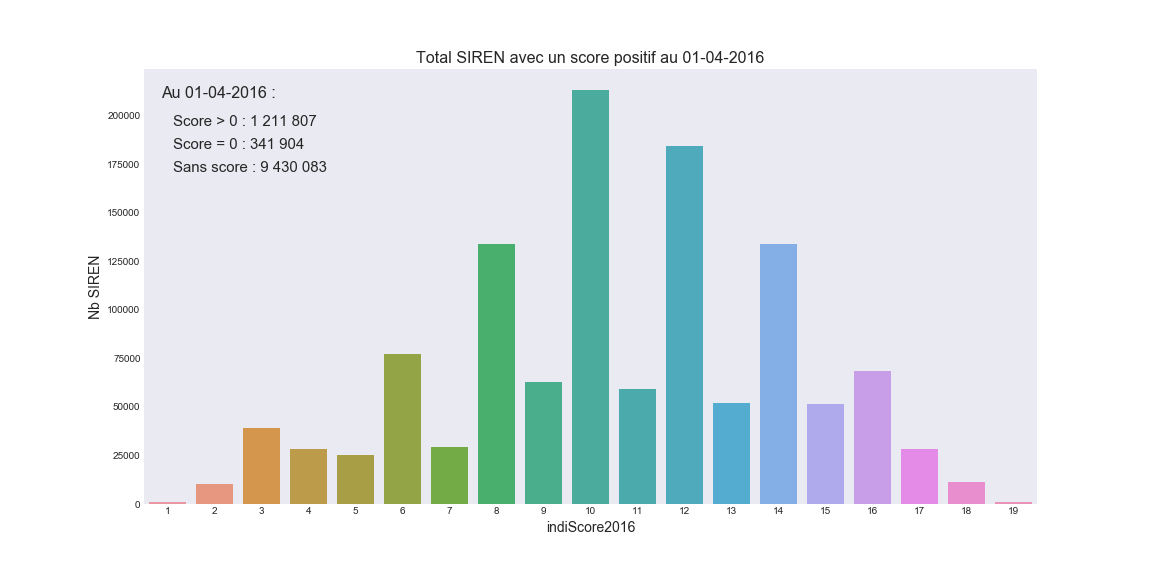 Total SIREN avec un score positif au 01-04-2016
Au 01-04-2016 :
Score > 0 : 1 211 807
Score = 0 : 341 904
Sans score : 9 430 083
Nb SIREN
200000
175000
150000
125000
100000
75000
50000
25000
0
1 2 3 4 5 6 7 8 9 10 11 12 13 14 15 16 17 18 19
indiScore2016